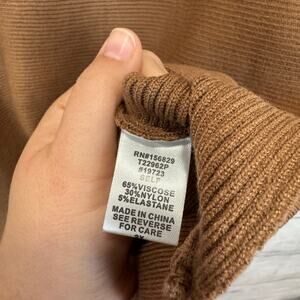 RN#156829
T22962P
#19723
SELF
65%VISCOSE
30%NYLON
5%ELASTANE
MADE IN CHINA
SEE REVERSE
FOR CARE